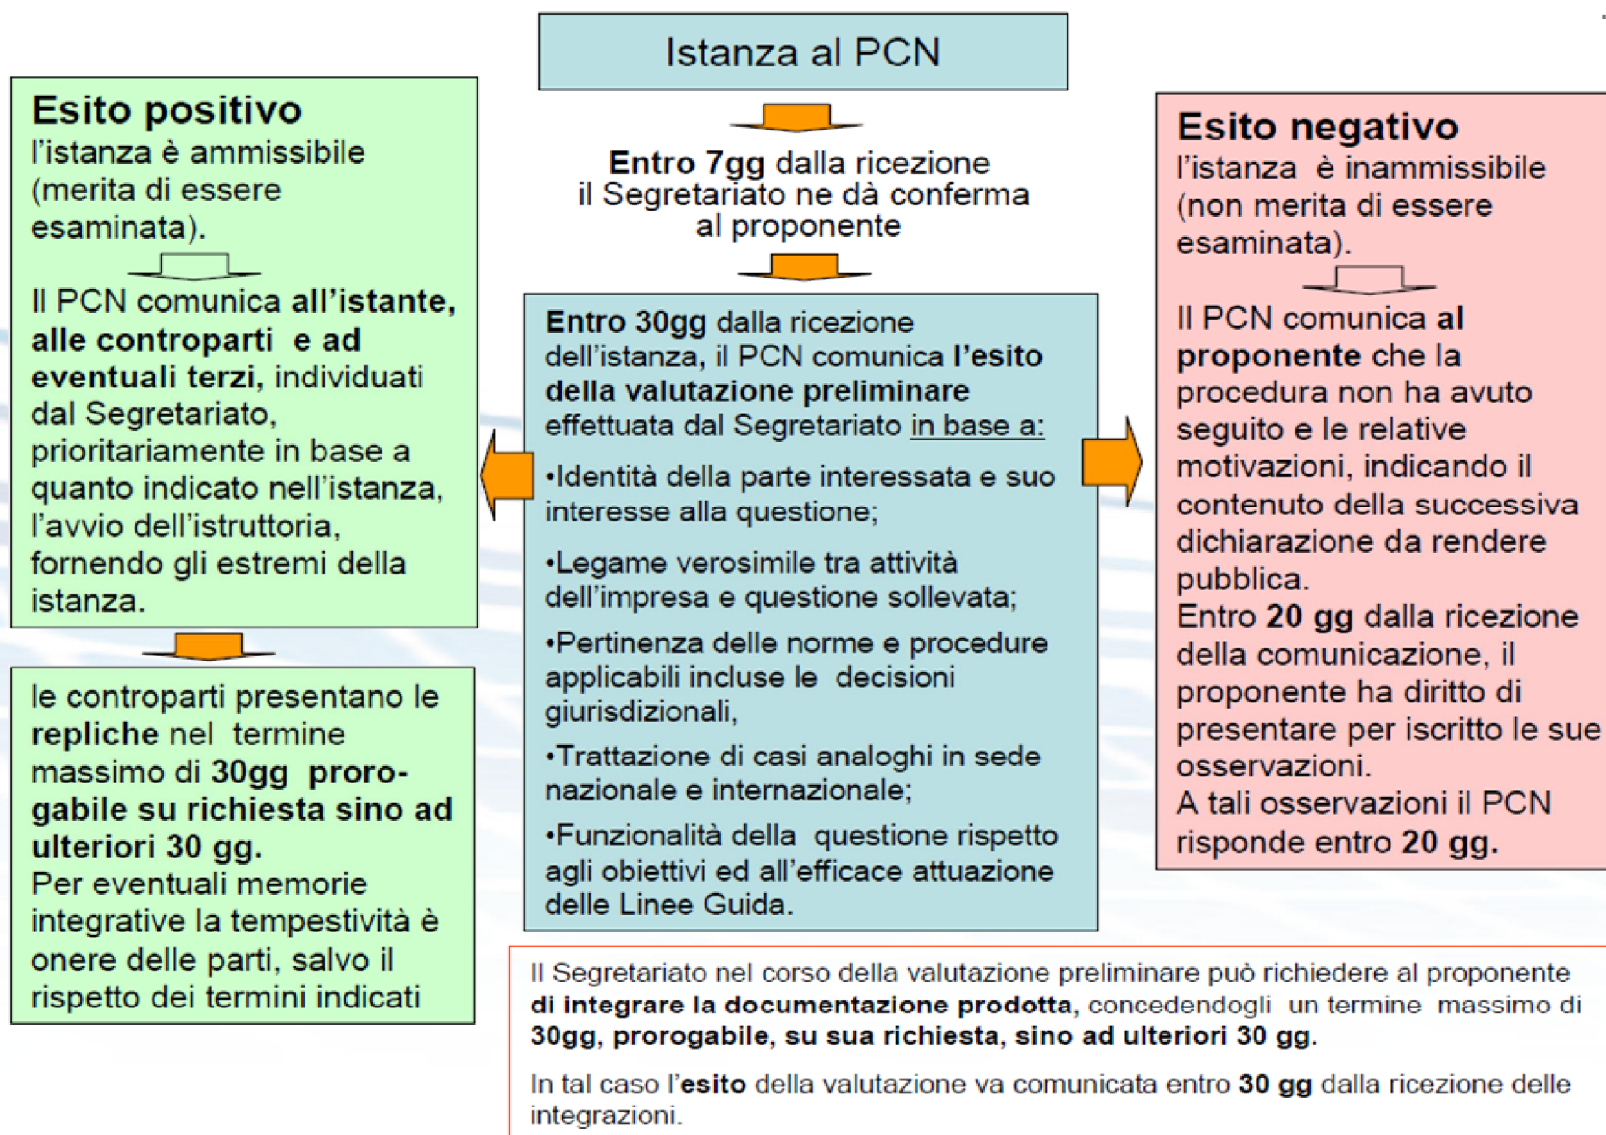 Istanza al PCN
Entro 7gg dalla ricezione
il Segretariato ne dà conferma
al proponente
Entro 30gg dalla ricezione
dell'istanza, il PCN comunica l'esito
della valutazione preliminare
effettuata dal Segretariato in base a:
•Identità della parte interessata e suo
interesse alla questione;
•Legame verosimile tra attività
dell'impresa e questione sollevata;
•Pertinenza delle norme e procedure
applicabili incluse le decisioni
giurisdizionali,
•Trattazione di casi analoghi in sede
nazionale e internazionale;
•Funzionalità della questione rispetto
agli obiettivi ed all'efficace attuazione
delle Linee Guida.
Esito positivo
l'istanza è ammissibile
(merita di essere
esaminata).
Il PCN comunica all'istante,
alle controparti e ad
eventuali terzi, individuati
dal Segretariato,
prioritariamente in base a
quanto indicato nell'istanza,
l'avvio dell'istruttoria,
fornendo gli estremi della
istanza.
le controparti presentano le
repliche nel termine
massimo di 30gg proro-
gabile su richiesta sino ad
ulteriori 30 gg.
Per eventuali memorie
integrative la tempestività è
onere delle parti, salvo il
rispetto dei termini indicati
Esito negativo
l'istanza è inammissibile
(non merita di essere
esaminata).
Il PCN comunica al
proponente che la
procedura non ha avuto
seguito e le relative
motivazioni, indicando il
contenuto della successiva
dichiarazione da rendere
pubblica.
Entro 20 gg dalla ricezione
della comunicazione, il
proponente ha diritto di
presentare per iscritto le sue
osservazioni.
A tali osservazioni il PCN
risponde entro 20 gg.
Il Segretariato nel corso della valutazione preliminare può richiedere al proponente
di integrare la documentazione prodotta, concedendogli un termine massimo di
30gg, prorogabile, su sua richiesta, sino ad ulteriori 30 gg.
In tal caso l'esito della valutazione va comunicata entro 30 gg dalla ricezione delle
integrazioni.